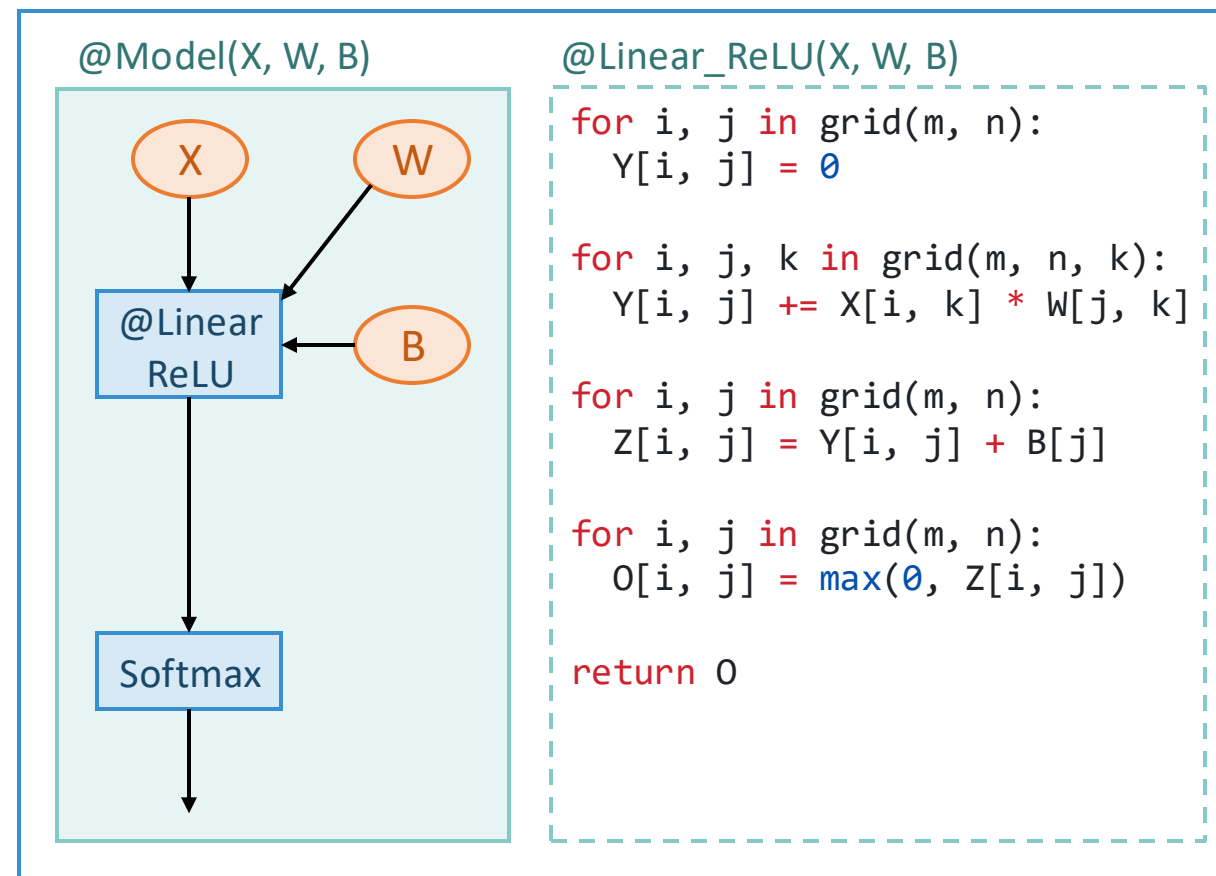 @Model(X, W, B)
X
W
@Linear
ReLU
B
Softmax
@Linear_ReLU(X, W, B)
for i, j in grid(m, n):
  Y[i, j] = 0
for i, j, k in grid(m, n, k):
  Y[i, j] += X[i, k] * W[j, k]
for i, j in grid(m, n):
  Z[i, j] = Y[i, j] + B[j]
for i, j in grid(m, n):
  O[i, j] = max(0, Z[i, j])
return O